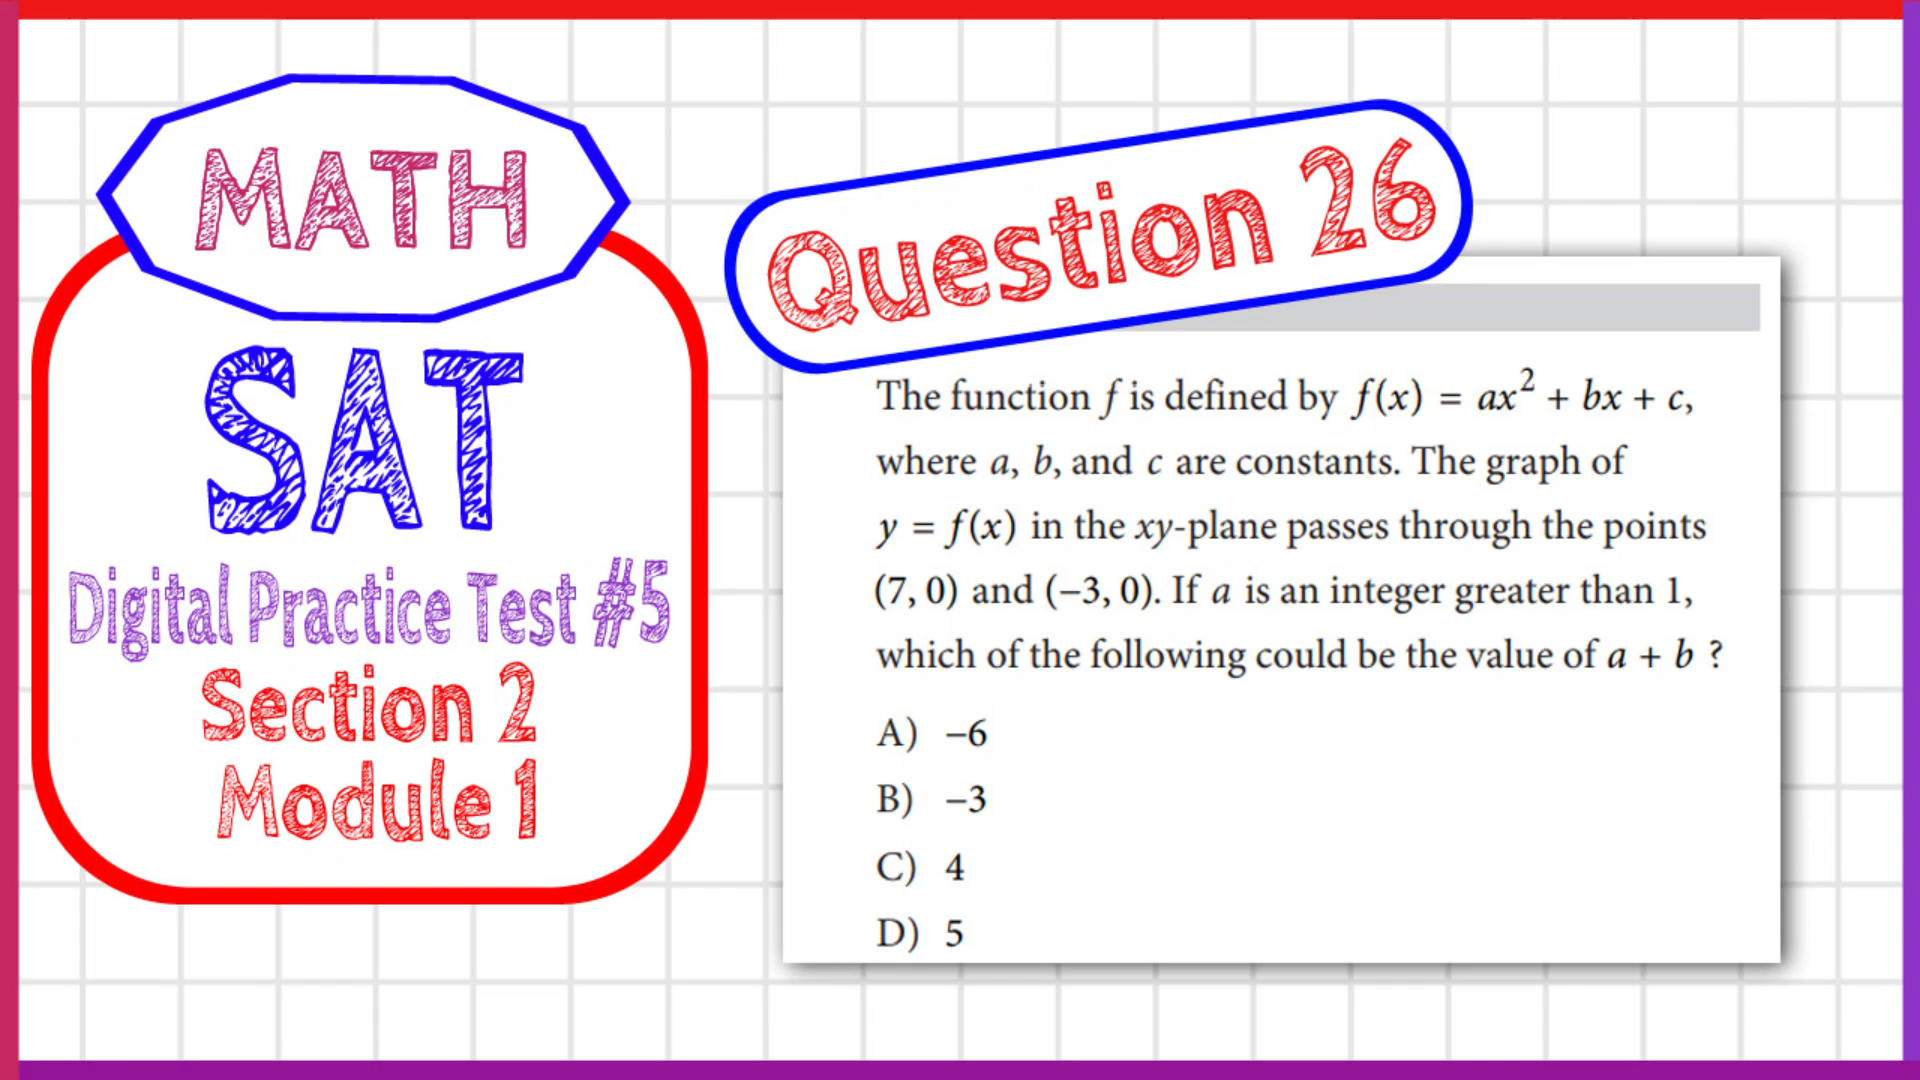 MATH
SAT
Digital Practice Test #5
Section 2
Module 1
Question 26
The function f is defined by f(x) = ax² + bx + c,
where a, b, and c are constants. The graph of
y = f(x) in the xy-plane passes through the points
(7, 0) and (−3, 0). If a is an integer greater than 1,
which of the following could be the value of a + b ?
A) −6
B) −3
C) 4
D) 5